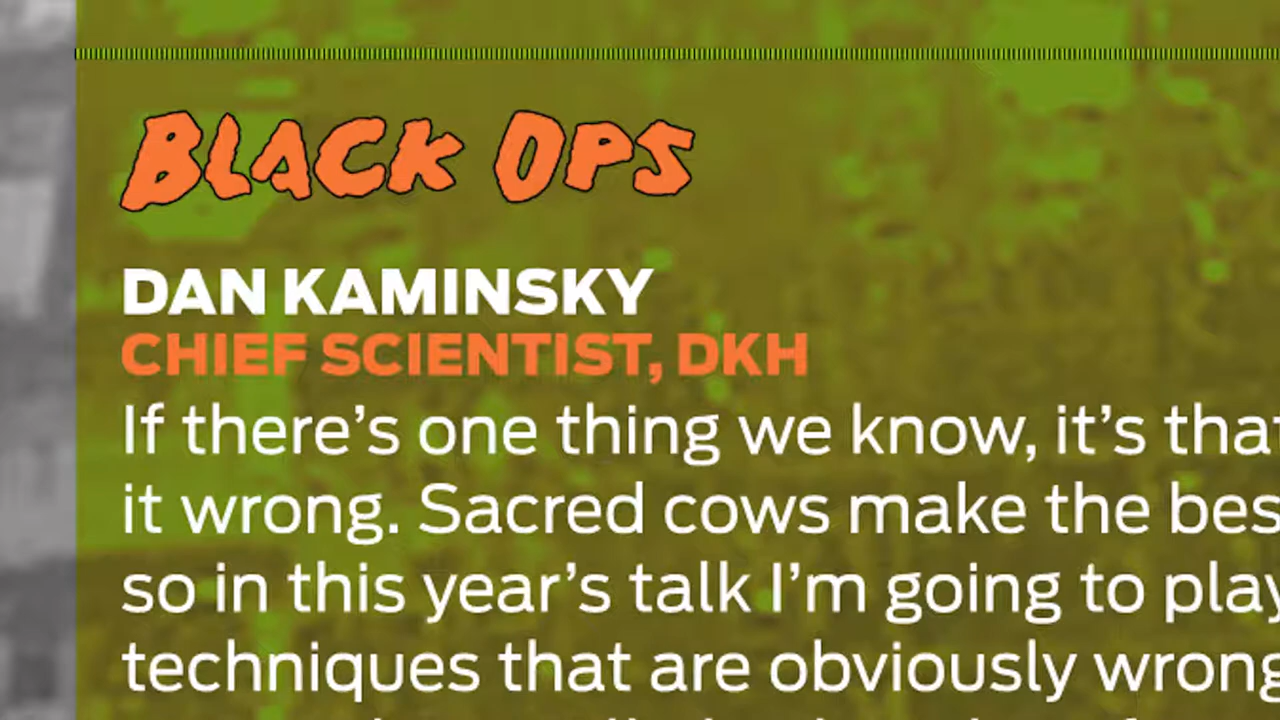 BLACK OPS
DAN KAMINSKY
CHIEF SCIENTIST, DKH
If there's one thing we know, it's that
it wrong. Sacred cows make the bes
so in this year's talk I'm going to play
techniques that are obviously wrong